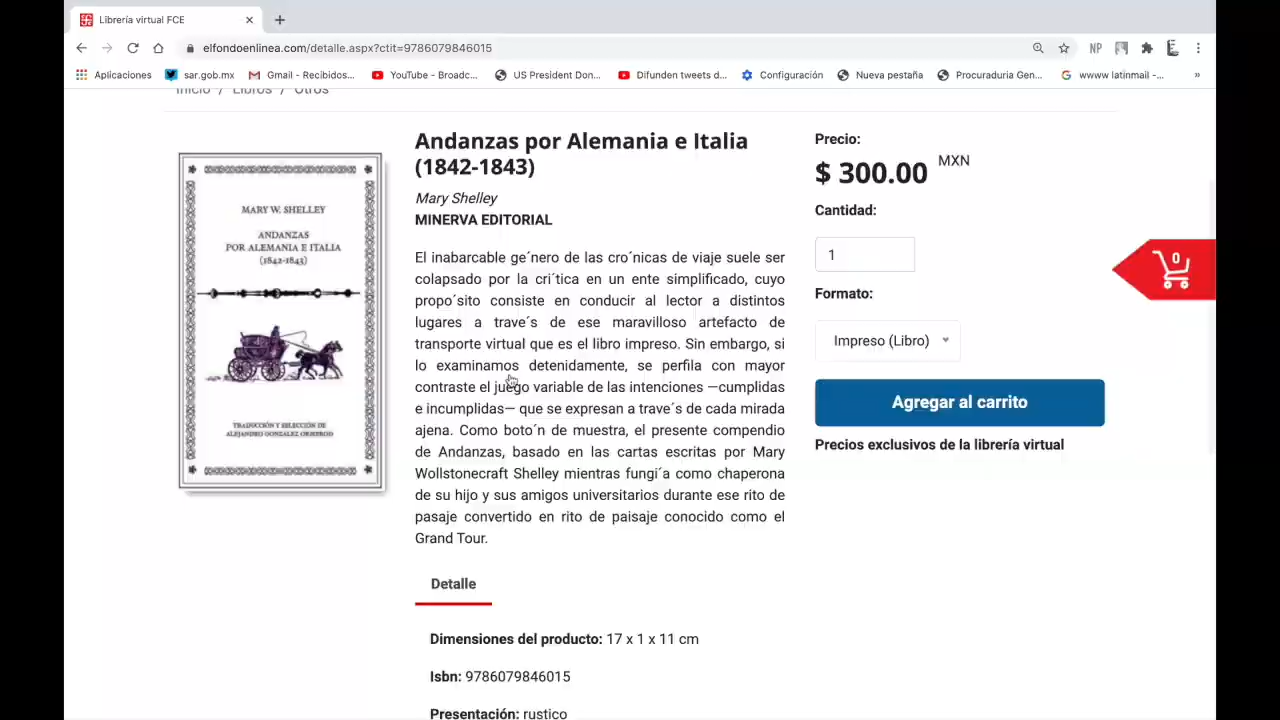 Librería virtual FCE
elfondoenlinea.com/detalle.aspx?ctit=9786079846015
NP
Aplicaciones
sar.gob.mx
Gmail - Recibidos...
YouTube - Broadc...
US President Don...
Difunden tweets d...
Configuración
Nueva pestaña
Procuraduria Gen...
wwww latinmail -...
»
Inicio / Libros / Otros
MARY W. SHELLEY
ANDANZAS
POR ALEMANIA E ITALIA
(1842-1843)
TRADUCCIÓN Y SELECCIÓN DE
ALEJANDRO GONZÁLEZ ORMEROD
Andanzas por Alemania e Italia
(1842-1843)
Mary Shelley
MINERVA EDITORIAL
El inabarcable ge´nero de las cro´nicas de viaje suele ser
colapsado por la cri´tica en un ente simplificado, cuyo
propo´sito consiste en conducir al lector a distintos
lugares a trave´s de ese maravilloso artefacto de
transporte virtual que es el libro impreso. Sin embargo, si
lo examinamos detenidamente, se perfila con mayor
contraste el juego variable de las intenciones —cumplidas
e incumplidas— que se expresan a trave´s de cada mirada
ajena. Como boto´n de muestra, el presente compendio
de Andanzas, basado en las cartas escritas por Mary
Wollstonecraft Shelley mientras fungi´a como chaperona
de su hijo y sus amigos universitarios durante ese rito de
pasaje convertido en rito de paisaje conocido como el
Grand Tour.
Detalle
Dimensiones del producto: 17 x 1 x 11 cm
Isbn: 9786079846015
Presentación: rustico
Precio:
$ 300.00 MXN
Cantidad:
1
Formato:
Impreso (Libro)
Agregar al carrito
Precios exclusivos de la librería virtual
0